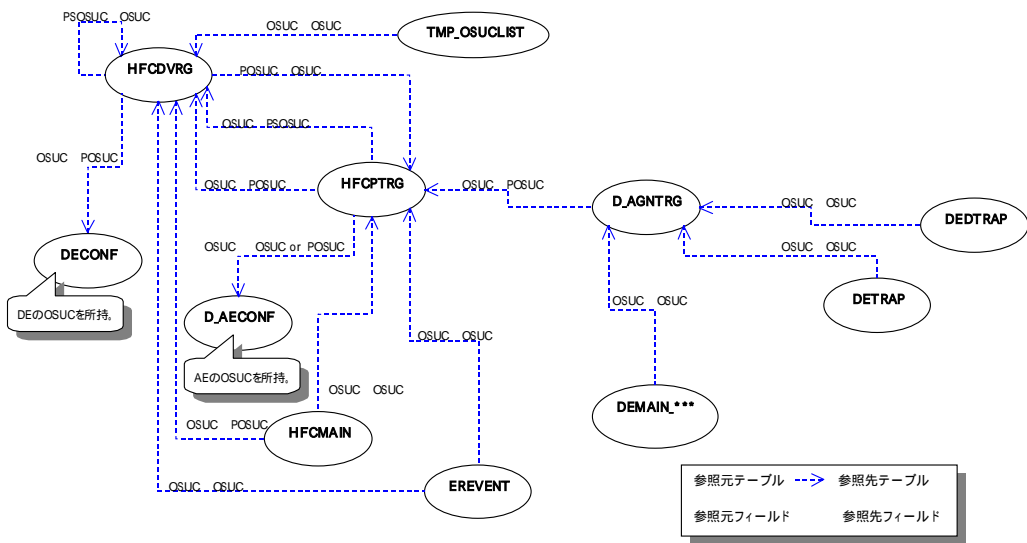 PSOSUC OSUC
OSUC OSUC
TMP_OSUCLIST
HFCDVRG
POSUC OSUC
OSUC PSOSUC
OSUC POSUC
OSUC POSUC
HFCPTRG
OSUC POSUC
D_AGNTRG
OSUC OSUC
DEDTRAP
OSUC OSUC or POSUC
OSUC OSUC
DECONF
DEのOSUCを所持。
D_AECONF
AEのOSUCを所持。
DETRAP
OSUC OSUC
OSUC OSUC
OSUC OSUC
DEMAIN_***
OSUC POSUC
HFCMAIN
OSUC OSUC
EREVENT
参照元テーブル 参照先テーブル
参照元フィールド 参照先フィールド